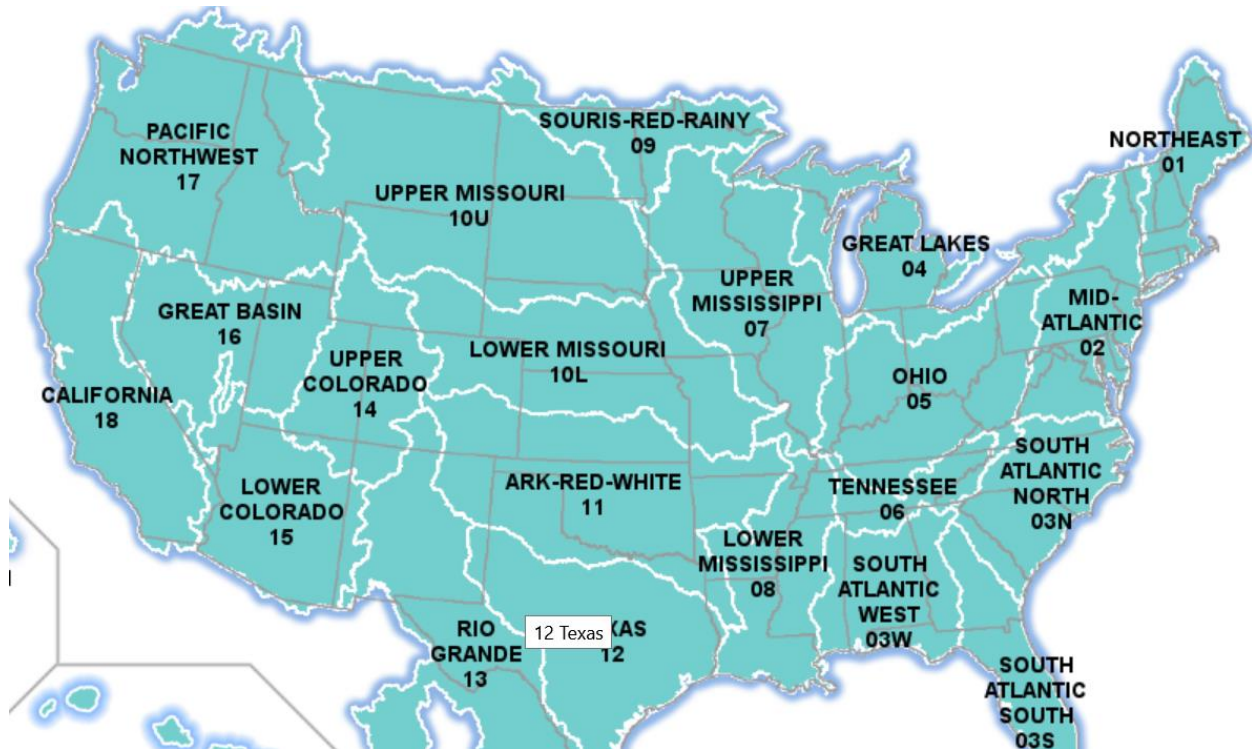 SOURIS-RED-RAINY
09
NORTHEAST
01
PACIFIC
NORTHWEST
17
UPPER MISSOURI
10U
GREAT LAKES
04
UPPER
MISSISSIPPI
07
MID-
ATLANTIC
02
GREAT BASIN
16
LOWER MISSOURI
10L
UPPER
COLORADO
14
OHIO
05
CALIFORNIA
18
SOUTH
ATLANTIC
NORTH
03N
LOWER
COLORADO
15
ARK-RED-WHITE
11
TENNESSEE
06
LOWER
MISSISSIPPI
08
SOUTH
ATLANTIC
WEST
03W
RIO
GRANDE
13
12 Texas
XAS
12
SOUTH
ATLANTIC
SOUTH
03S